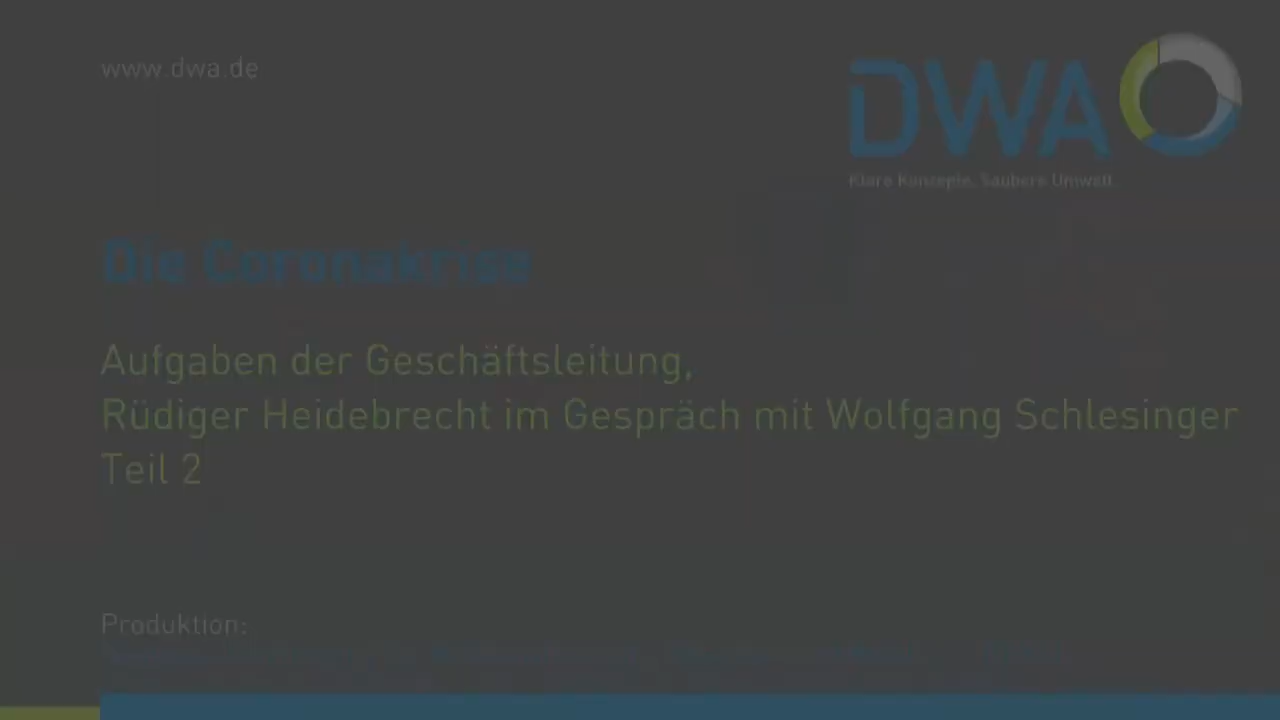 www.dwa.de
DWA
Klare Konzepte. Saubere Umwelt.
Die Coronakrise
Aufgaben der Geschäftsleitung,
Rüdiger Heidebrecht im Gespräch mit Wolfgang Schlesinger
Teil 2
Produktion: